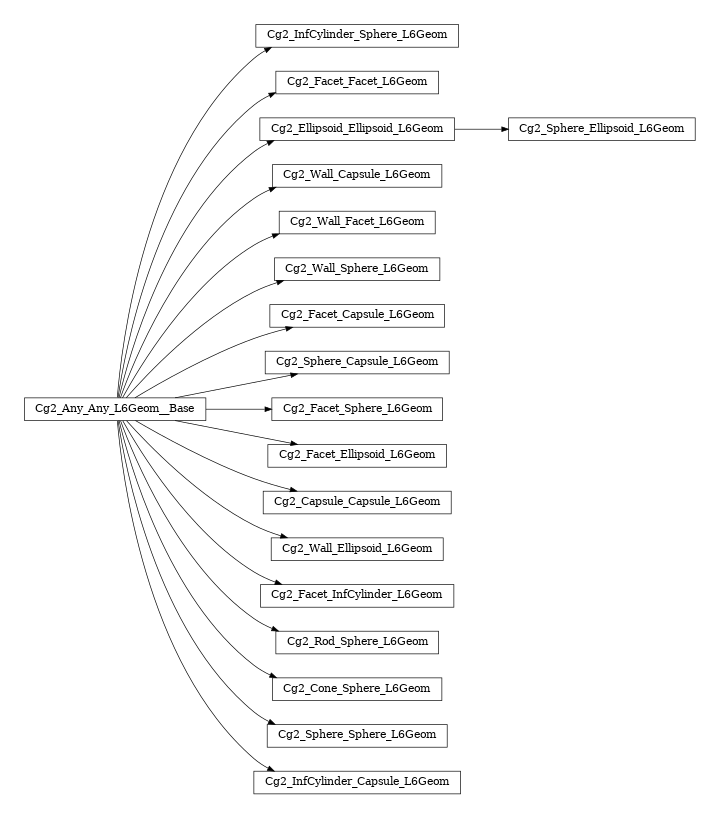 Cg2_InfCylinder_Sphere_L6Geom
Cg2_Facet_Facet_L6Geom
Cg2_Ellipsoid_Ellipsoid_L6Geom
Cg2_Sphere_Ellipsoid_L6Geom
Cg2_Wall_Capsule_L6Geom
Cg2_Wall_Facet_L6Geom
Cg2_Wall_Sphere_L6Geom
Cg2_Facet_Capsule_L6Geom
Cg2_Sphere_Capsule_L6Geom
Cg2_Any_Any_L6Geom__Base
Cg2_Facet_Sphere_L6Geom
Cg2_Facet_Ellipsoid_L6Geom
Cg2_Capsule_Capsule_L6Geom
Cg2_Wall_Ellipsoid_L6Geom
Cg2_Facet_InfCylinder_L6Geom
Cg2_Rod_Sphere_L6Geom
Cg2_Cone_Sphere_L6Geom
Cg2_Sphere_Sphere_L6Geom
Cg2_InfCylinder_Capsule_L6Geom